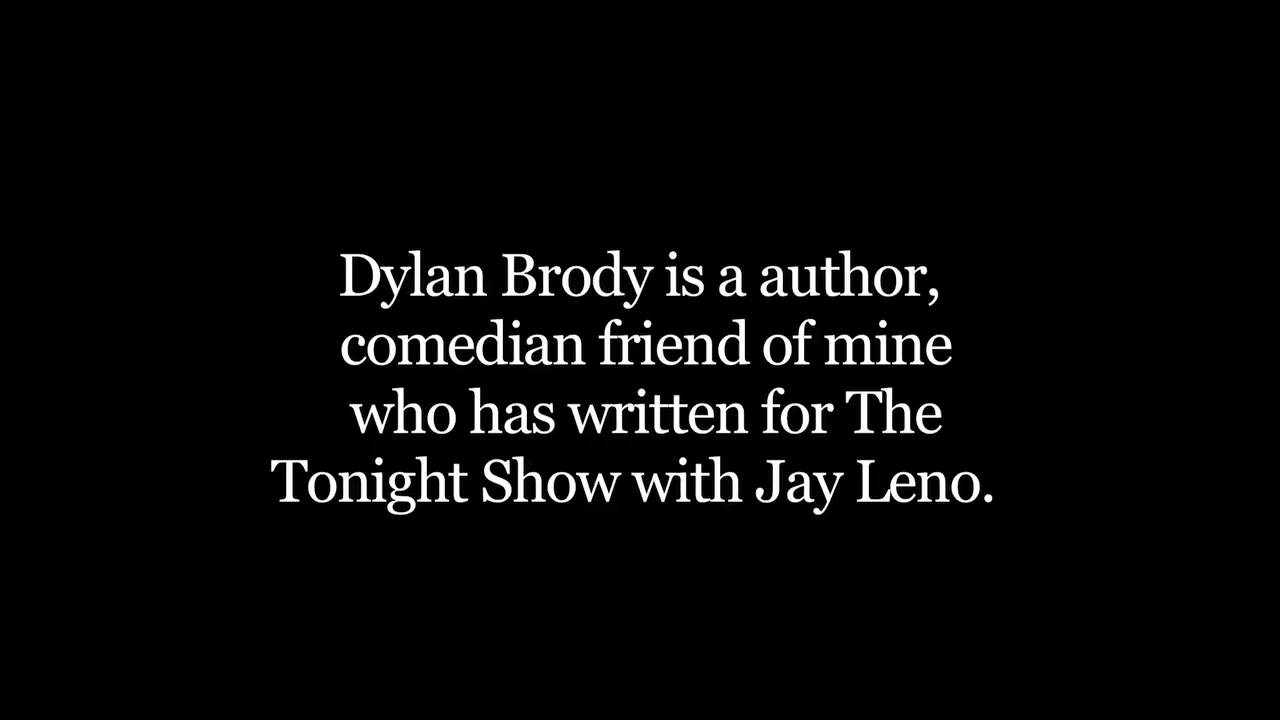 Dylan Brody is a author,
comedian friend of mine
who has written for The
Tonight Show with Jay Leno.